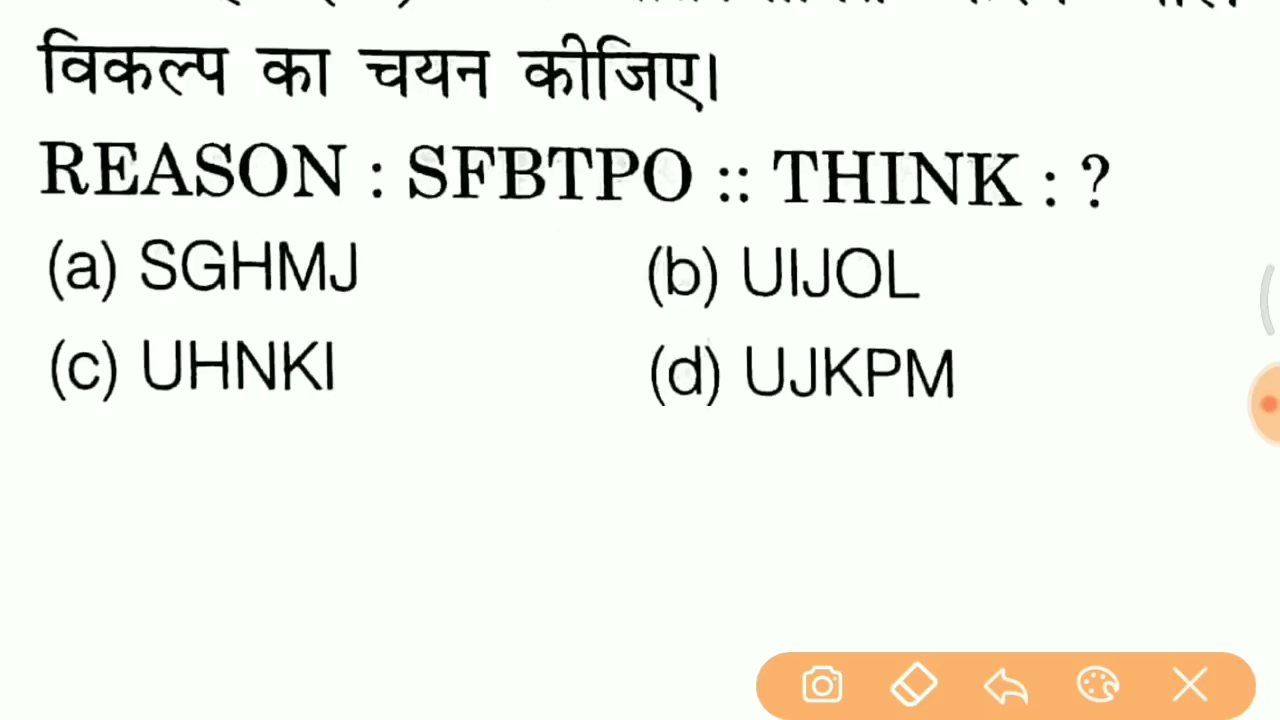 विकल्प का चयन कीजिए।
REASON : SFBTPO :: THINK : ?
(a) SGHMJ (b) UIJOL
(c) UHNKI (d) UJKPM